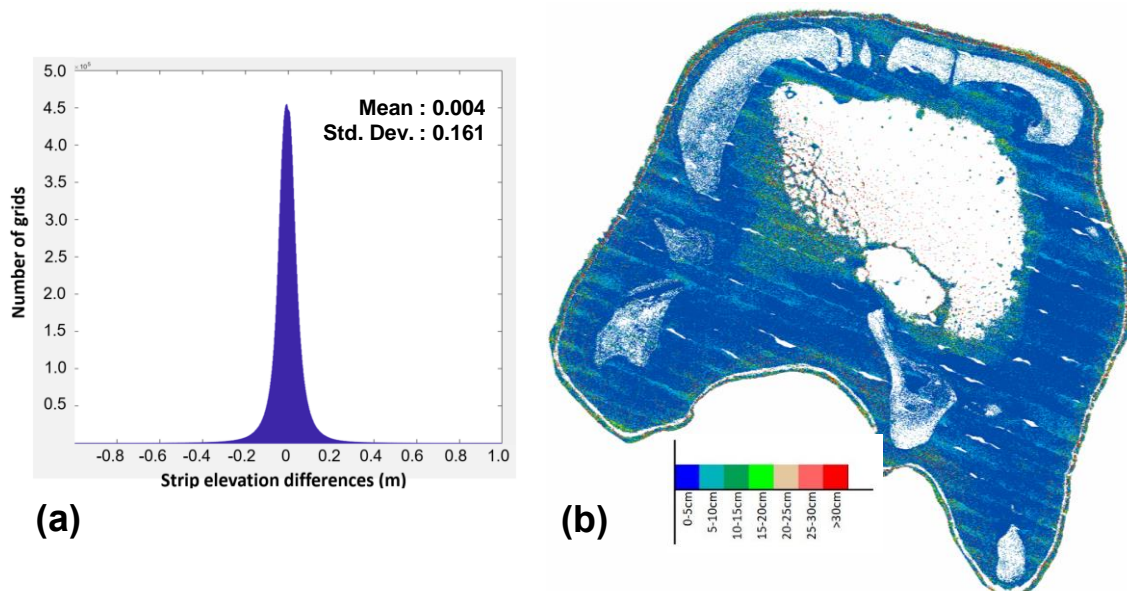 ×10⁵
5.0
4.5
4.0
3.5
3.0
2.5
2.0
1.5
1.0
0.5
Number of grids
Mean : 0.004
Std. Dev. : 0.161
-0.8 -0.6 -0.4 -0.2 0 0.2 0.4 0.6 0.8 1.0
Strip elevation differences (m)
(a)
(b)
0-5cm
5-10cm
10-15cm
15-20cm
20-25cm
25-30cm
>30cm